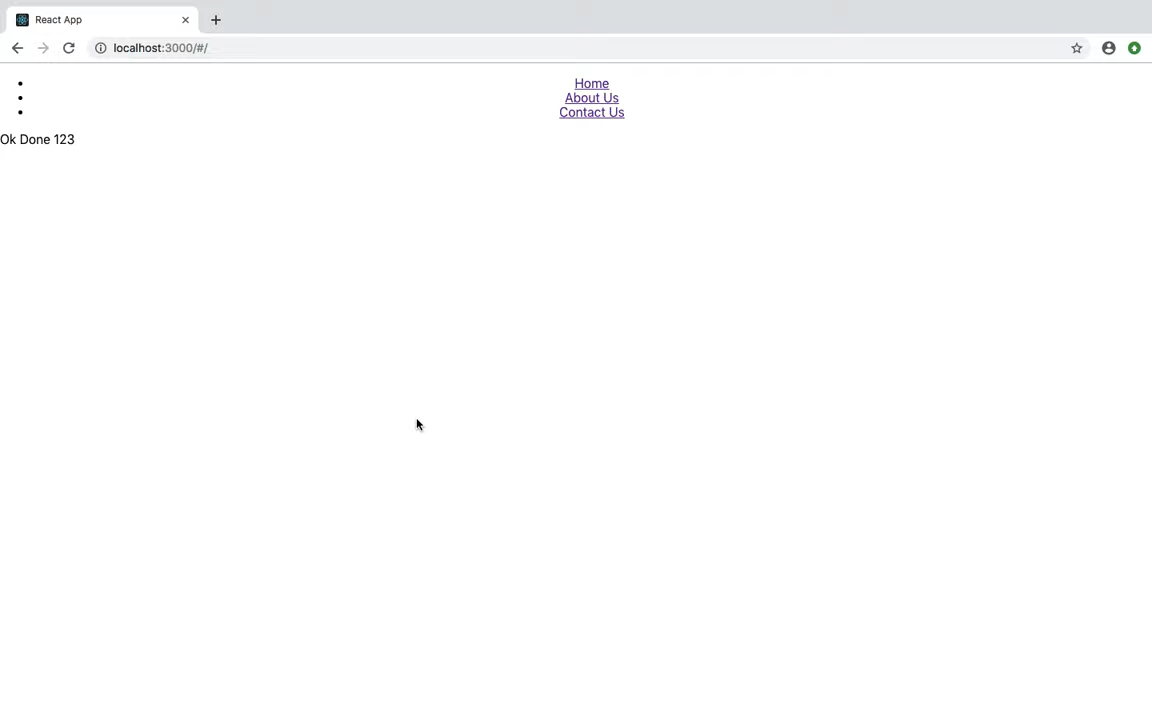 React App
localhost:3000/#/
Home
About Us
Contact Us
Ok Done 123